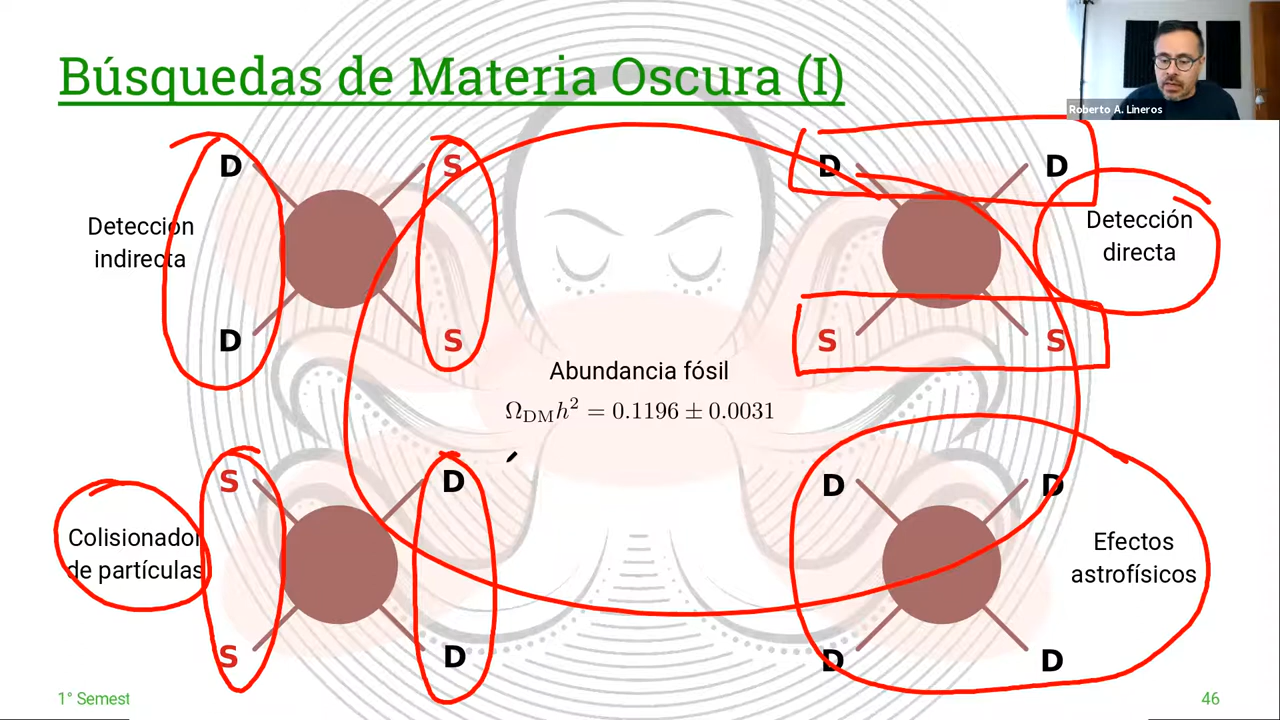 Búsquedas de Materia Oscura (I)
Roberto A. Lineros
D S
Detección
indirecta
D S
D D
Detección
directa
S S
Abundancia fósil
Ω_DM h² = 0.1196 ± 0.0031
S D
Colisionador
de partículas
S D
D D
Efectos
astrofísicos
D D
1° Semest
46